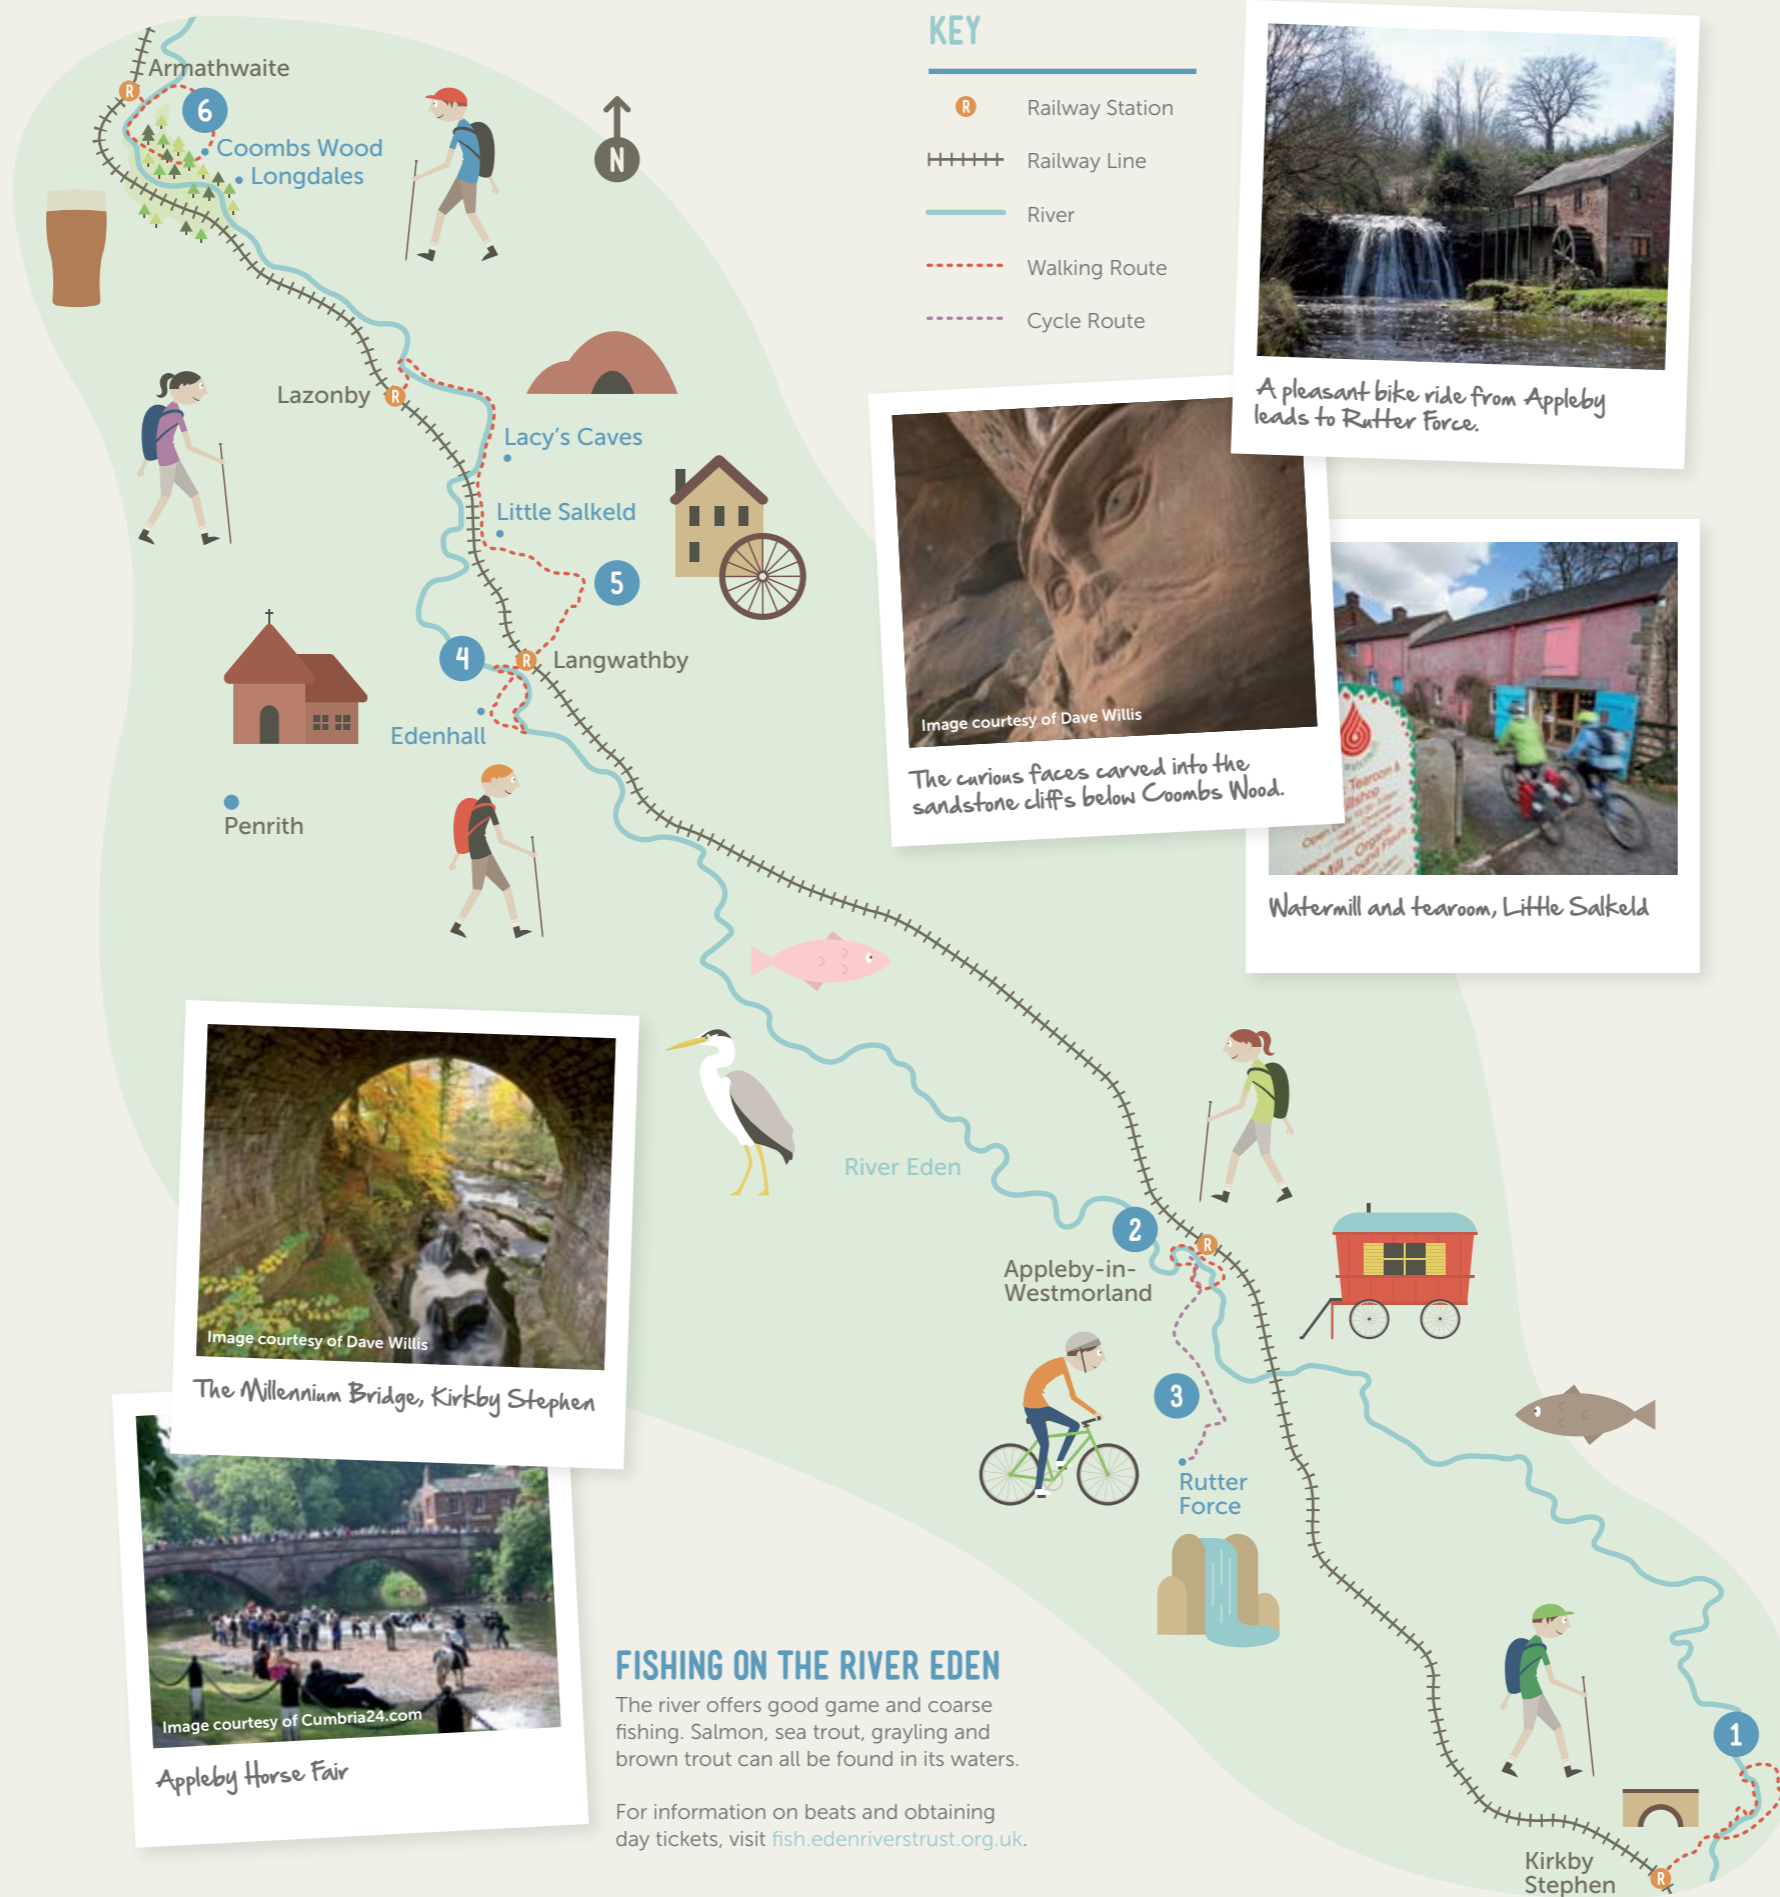 KEY
R
Railway Station
Railway Line
River
Walking Route
Cycle Route
N
Armathwaite
R
6
Coombs Wood
Longdales
Lazonby
R
Lacy's Caves
Little Salkeld
5
4
R
Langwathby
Edenhall
Penrith
River Eden
2
R
Appleby-in-
Westmorland
3
Rutter
Force
1
Kirkby
Stephen
R
A pleasant bike ride from Appleby
leads to Rutter Force.
Image courtesy of Dave Willis
The curious faces carved into the
sandstone cliffs below Coombs Wood.
Tearoom &
Open
Mill - Organic
Watermill and tearoom, Little Salkeld
Image courtesy of Dave Willis
The Millennium Bridge, Kirkby Stephen
Image courtesy of Cumbria24.com
Appleby Horse Fair
FISHING ON THE RIVER EDEN
The river offers good game and coarse
fishing. Salmon, sea trout, grayling and
brown trout can all be found in its waters.
For information on beats and obtaining
day tickets, visit fish.edenriverstrust.org.uk.